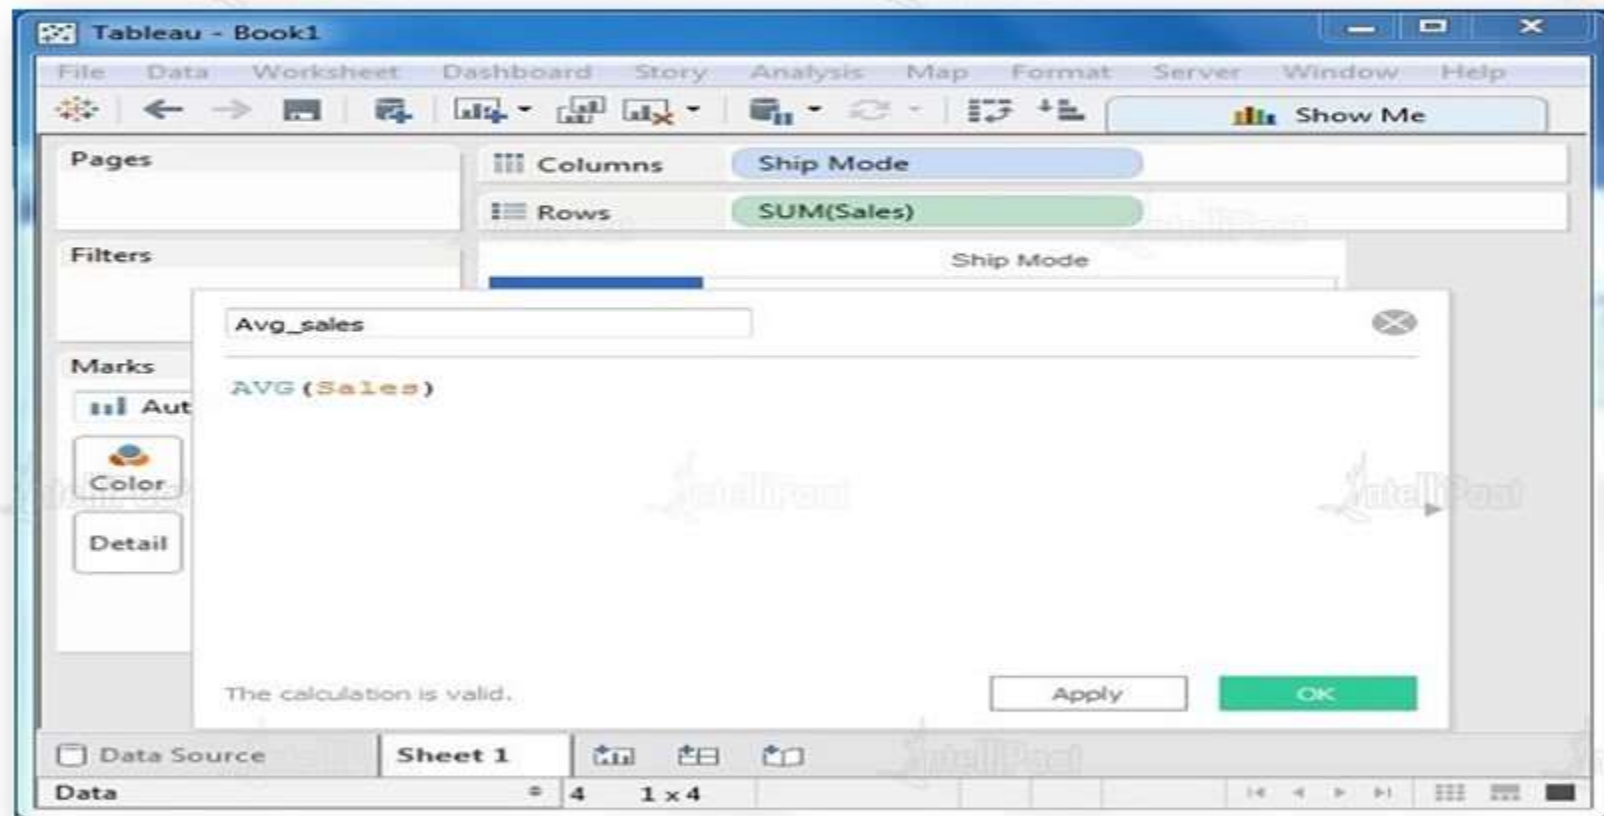 Tableau - Book1
File Data Worksheet Dashboard Story Analysis Map Format Server Window Help
Show Me
Pages
Columns Ship Mode
Rows SUM(Sales)
Filters
Ship Mode
Avg_sales
Marks
AVG(Sales)
Aut
Color
IntelliPaat
Detail
The calculation is valid.
Apply OK
Data Source Sheet 1
Data 4 1 x 4